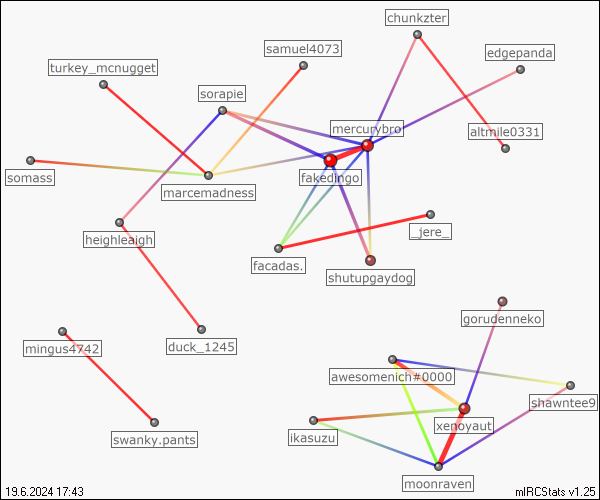 chunkzter
samuel4073
edgepanda
turkey_mcnugget
sorapie
mercurybro
altmile0331
somass
fakedingo
marcemadness
_jere_
heighleaigh
facadas.
shutupgaydog
gorudenneko
mingus4742
duck_1245
awesomenich#0000
shawntee9
xenoyaut
swanky.pants
ikasuzu
moonraven
19.6.2024 17:43
mIRCStats v1.25